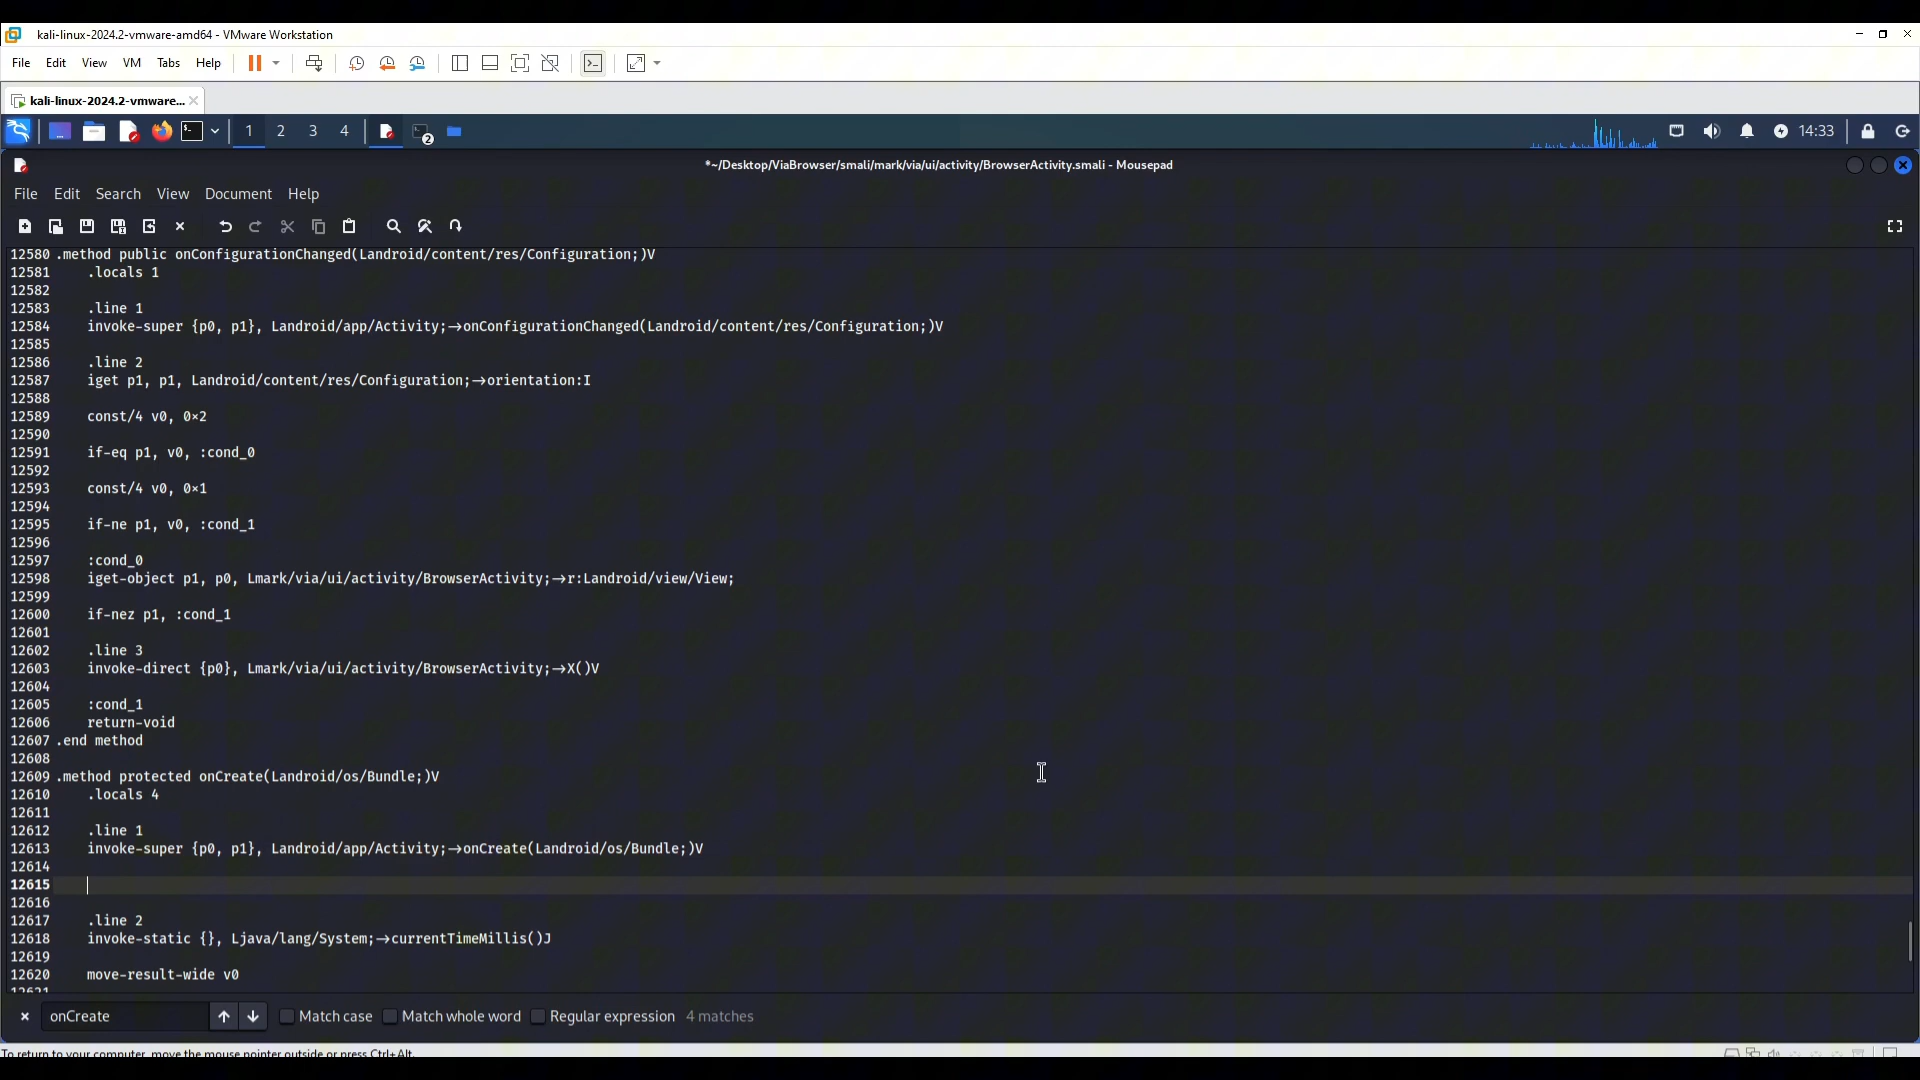 kali-linux-2024.2-vmware-amd64 - VMware Workstation
File Edit View VM Tabs Help
kali-linux-2024.2-vmware...
1 2 3 4 2 14:33
*~/Desktop/ViaBrowser/smali/mark/via/ui/activity/BrowserActivity.smali - Mousepad
File Edit Search View Document Help
12580 .method public onConfigurationChanged(Landroid/content/res/Configuration;)V
12581     .locals 1
12582
12583     .line 1
12584     invoke-super {p0, p1}, Landroid/app/Activity;->onConfigurationChanged(Landroid/content/res/Configuration;)V
12585
12586     .line 2
12587     iget p1, p1, Landroid/content/res/Configuration;->orientation:I
12588
12589     const/4 v0, 0x2
12590
12591     if-eq p1, v0, :cond_0
12592
12593     const/4 v0, 0x1
12594
12595     if-ne p1, v0, :cond_1
12596
12597     :cond_0
12598     iget-object p1, p0, Lmark/via/ui/activity/BrowserActivity;->r:Landroid/view/View;
12599
12600     if-nez p1, :cond_1
12601
12602     .line 3
12603     invoke-direct {p0}, Lmark/via/ui/activity/BrowserActivity;->X()V
12604
12605     :cond_1
12606     return-void
12607 .end method
12608
12609 .method protected onCreate(Landroid/os/Bundle;)V
12610     .locals 4
12611
12612     .line 1
12613     invoke-super {p0, p1}, Landroid/app/Activity;->onCreate(Landroid/os/Bundle;)V
12614
12615
12616
12617     .line 2
12618     invoke-static {}, Ljava/lang/System;->currentTimeMillis()J
12619
12620     move-result-wide v0
12621
onCreate Match case Match whole word Regular expression 4 matches
To return to your computer, move the mouse pointer outside or press Ctrl+Alt.